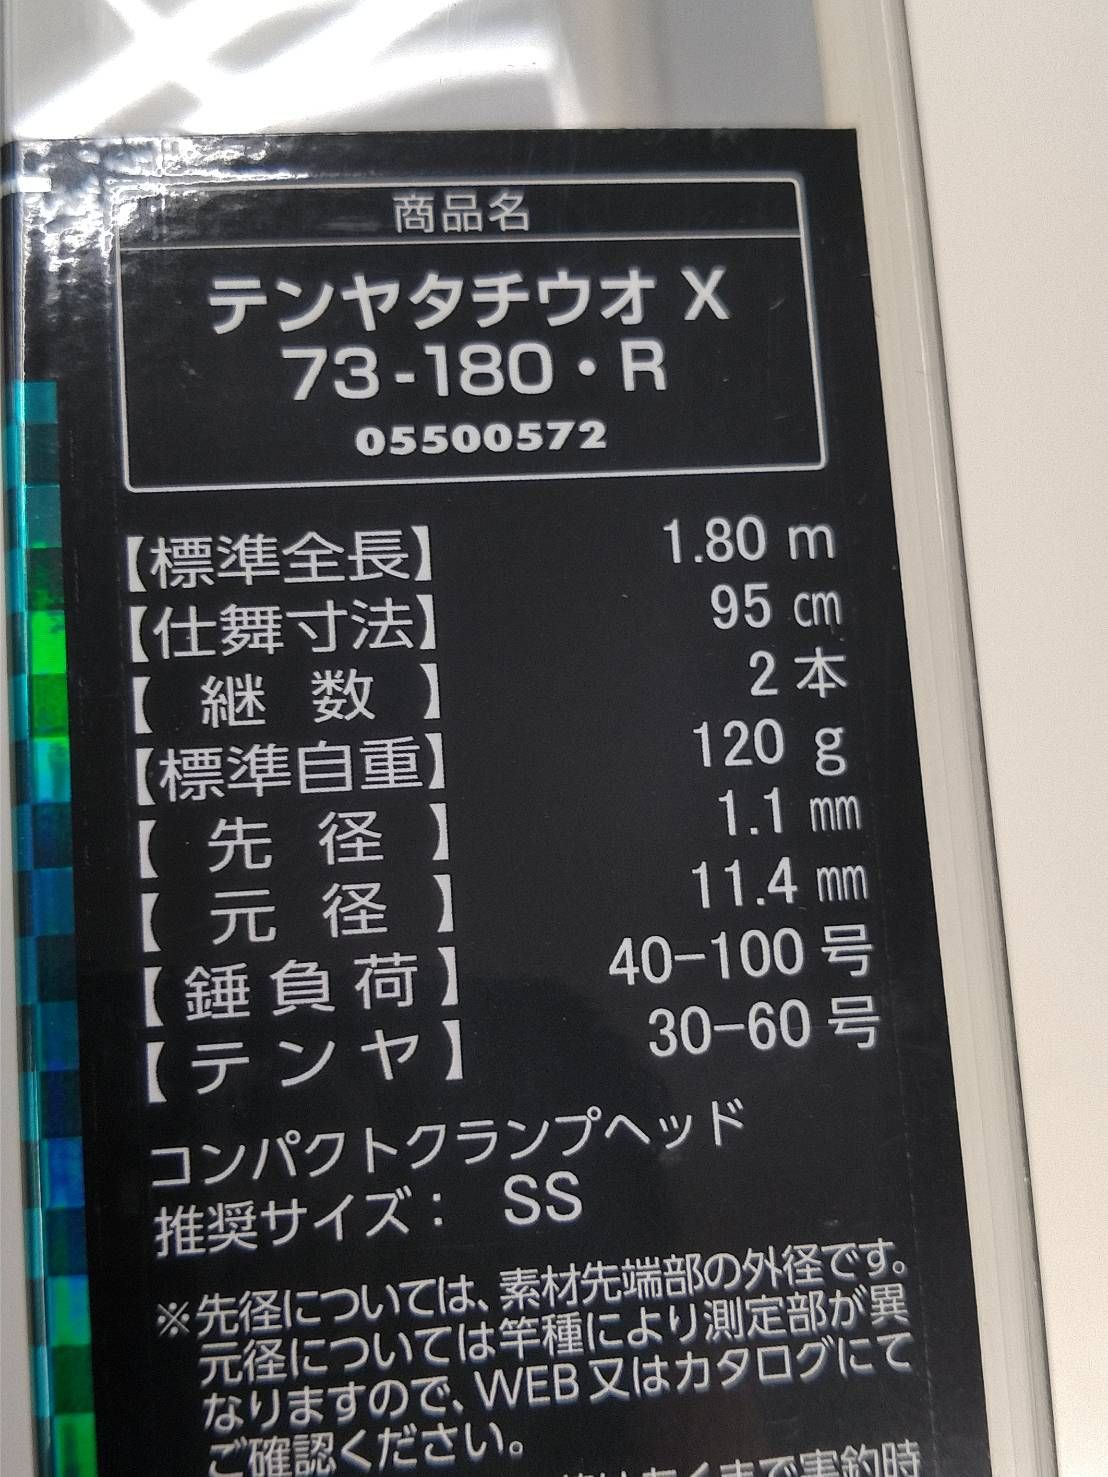 商品名
テンヤタチウオ X
73-180・R
05500572
【標準全長】 1.80 m
【仕舞寸法】 95 cm
【継数】 2 本
【標準自重】 120 g
【先径】 1.1 mm
【元径】 11.4 mm
【錘負荷】 40-100 号
【テンヤ】 30-60 号
コンパクトクランプヘッド
推奨サイズ： SS
※先径については、素材先端部の外径です。
元径については竿種により測定部が異
なりますので、WEB又はカタログにて
ご確認ください。